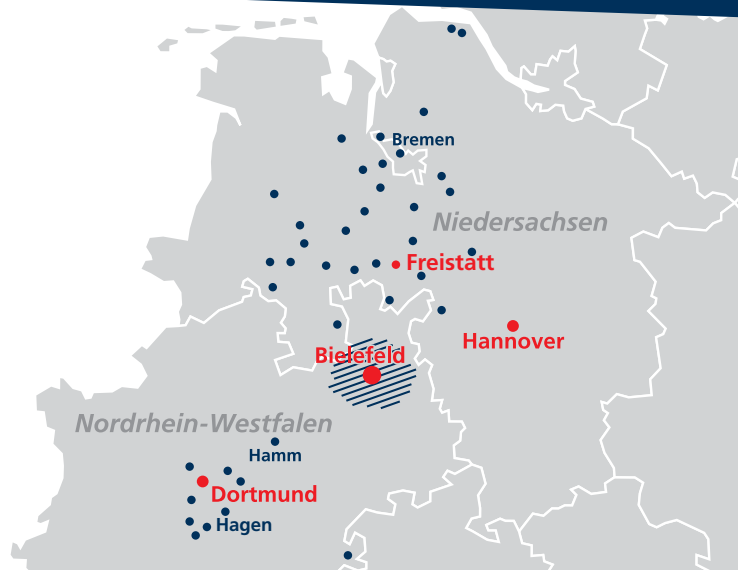 Bremen
Niedersachsen
Freistatt
Hannover
Bielefeld
Nordrhein-Westfalen
Hamm
Dortmund
Hagen